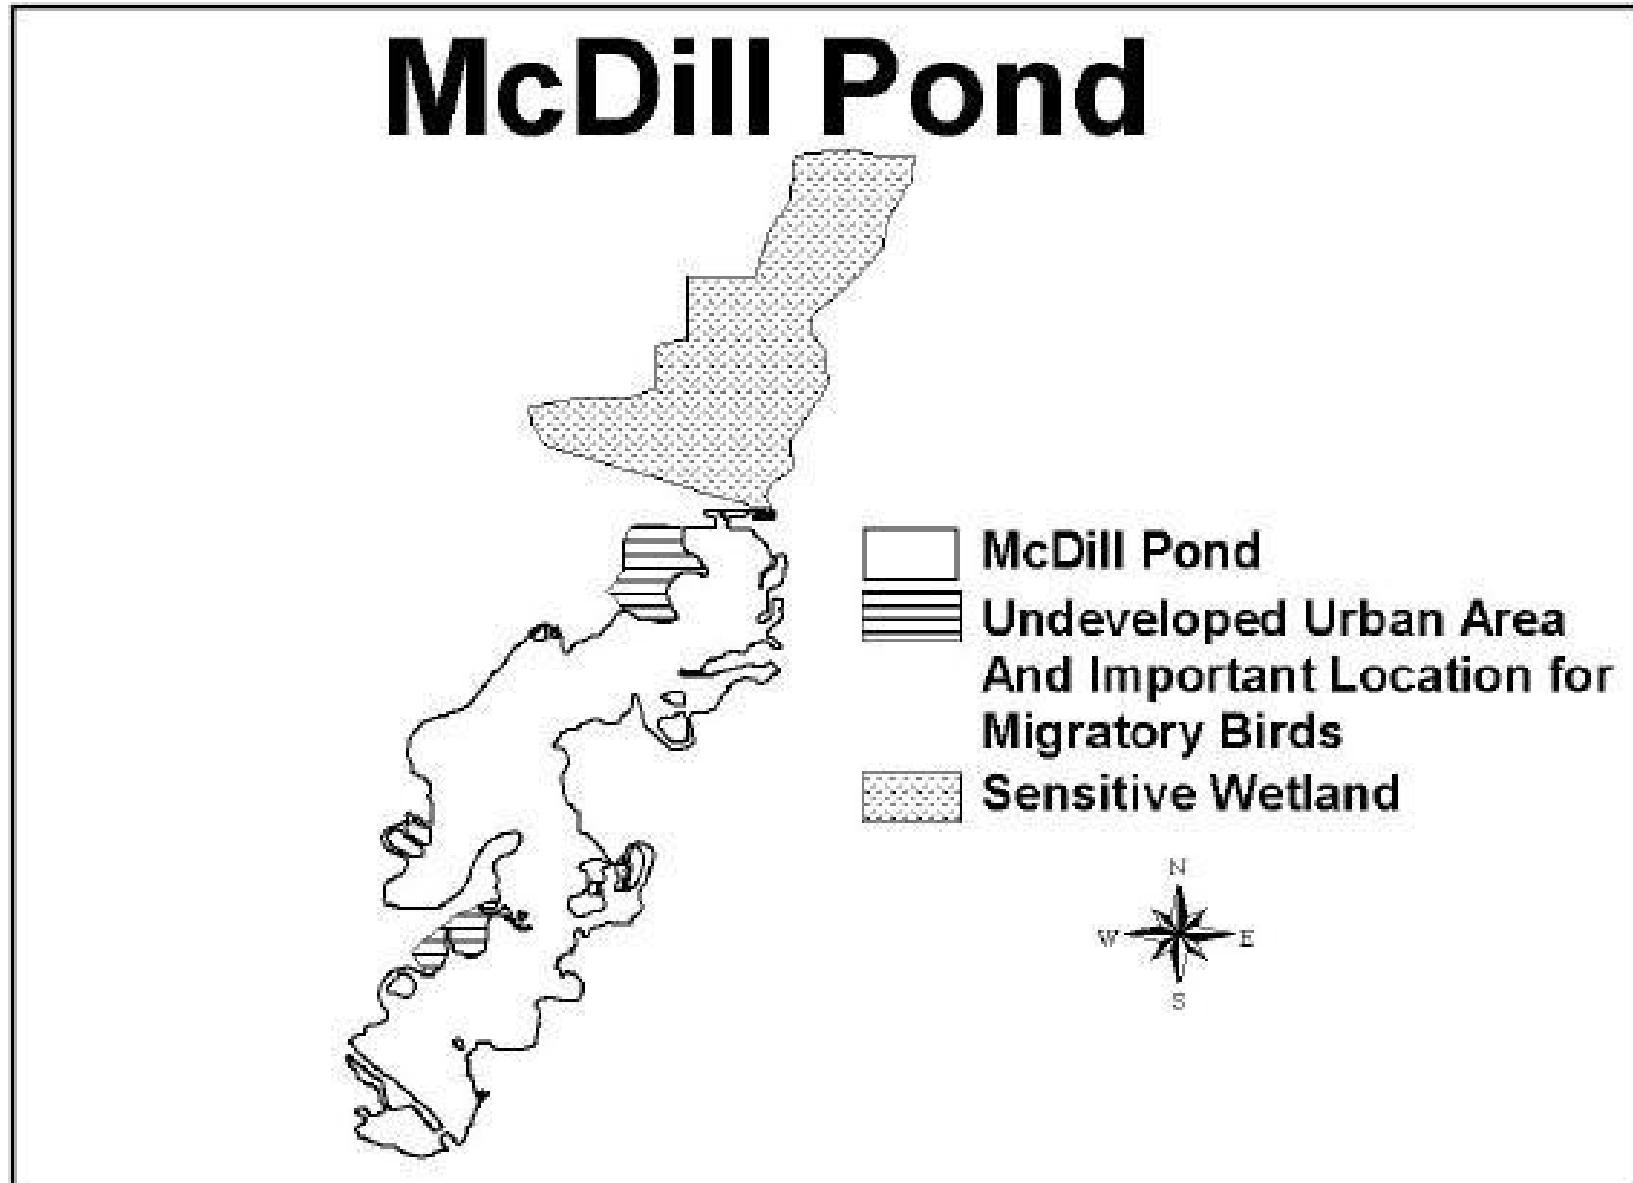 McDill Pond
McDill Pond
Undeveloped Urban Area
And Important Location for
Migratory Birds
Sensitive Wetland
N
W E
S